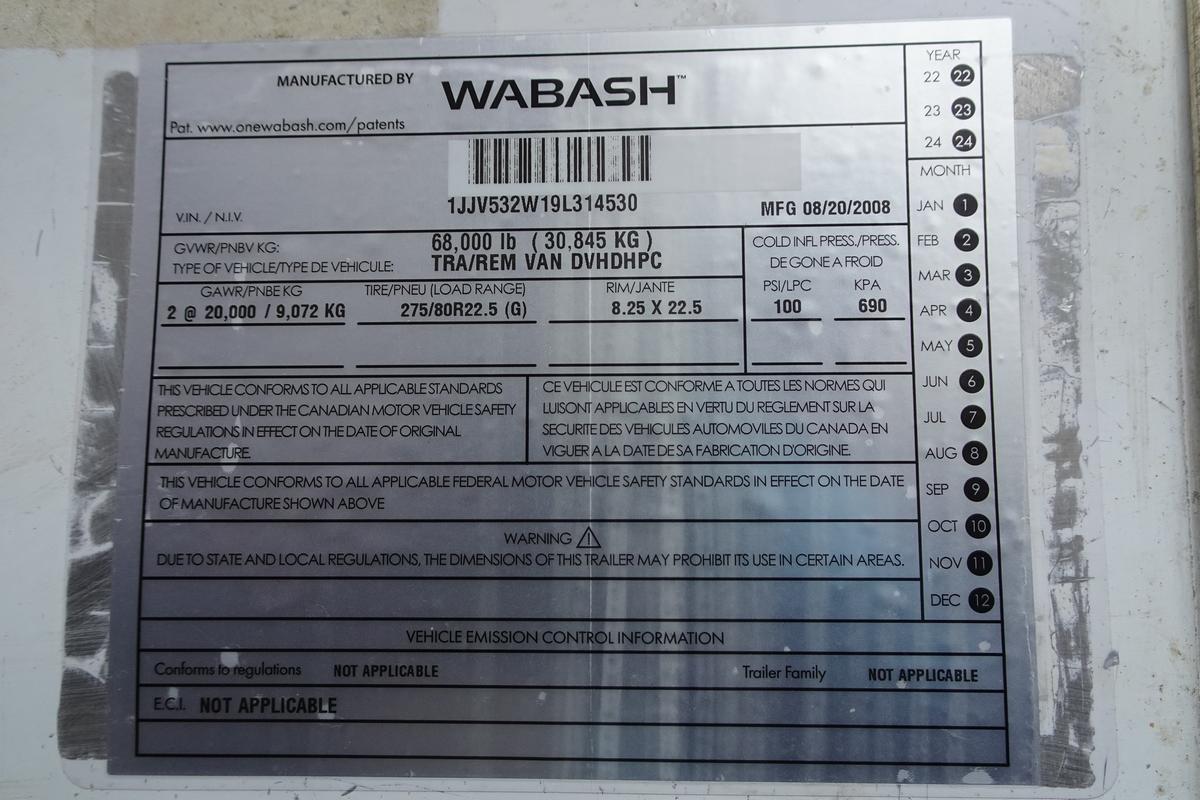 MANUFACTURED BY WABASH™
Pat. www.onewabash.com/patents
1JJV532W19L314530
V.IN. / N.I.V. MFG 08/20/2008
GVWR/PNBV KG: 68,000 lb ( 30,845 KG )
TYPE OF VEHICLE/TYPE DE VEHICULE: TRA/REM VAN DVHDHPC
COLD INFL PRESS./PRESS.
DE GONE A FROID
GAWR/PNBE KG TIRE/PNEU (LOAD RANGE) RIM/JANTE PSI/LPC KPA
2 @ 20,000 / 9,072 KG 275/80R22.5 (G) 8.25 X 22.5 100 690
THIS VEHICLE CONFORMS TO ALL APPLICABLE STANDARDS
PRESCRIBED UNDER THE CANADIAN MOTOR VEHICLE SAFETY
REGULATIONS IN EFFECT ON THE DATE OF ORIGINAL
MANUFACTURE.
CE VEHICULE EST CONFORME A TOUTES LES NORMES QUI
LUISONT APPLICABLES EN VERTU DU REGLEMENT SUR LA
SECURITE DES VEHICULES AUTOMOVILES DU CANADA EN
VIGUER A LA DATE DE SA FABRICATION D'ORIGINE.
THIS VEHICLE CONFORMS TO ALL APPLICABLE FEDERAL MOTOR VEHICLE SAFETY STANDARDS IN EFFECT ON THE DATE
OF MANUFACTURE SHOWN ABOVE
WARNING
DUE TO STATE AND LOCAL REGULATIONS, THE DIMENSIONS OF THIS TRAILER MAY PROHIBIT ITS USE IN CERTAIN AREAS.
VEHICLE EMISSION CONTROL INFORMATION
Conforms to regulations NOT APPLICABLE Trailer Family NOT APPLICABLE
E.C.I. NOT APPLICABLE
YEAR
22 22
23 23
24 24
MONTH
JAN 1
FEB 2
MAR 3
APR 4
MAY 5
JUN 6
JUL 7
AUG 8
SEP 9
OCT 10
NOV 11
DEC 12